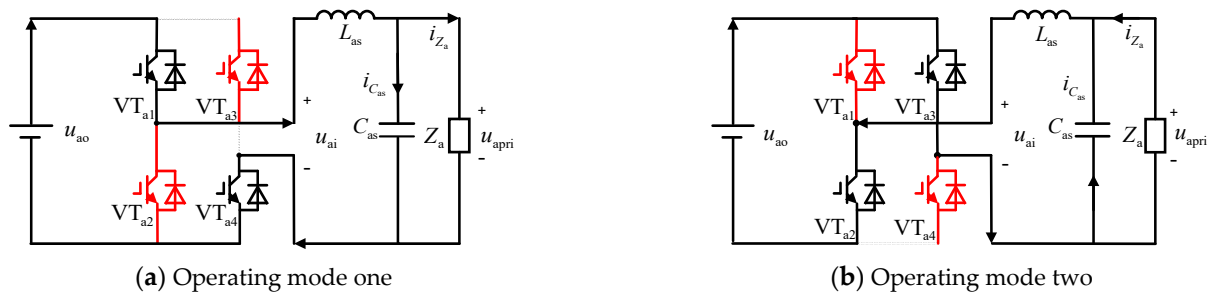 L_as
i_Za
i_Cas
VT_a1
VT_a3
+
u_ao
u_ai
C_as
Z_a
+
u_apri
-
-
VT_a2
VT_a4
(a) Operating mode one
L_as
i_Za
i_Cas
VT_a1
VT_a3
+
u_ao
u_ai
C_as
Z_a
+
u_apri
-
-
VT_a2
VT_a4
(b) Operating mode two